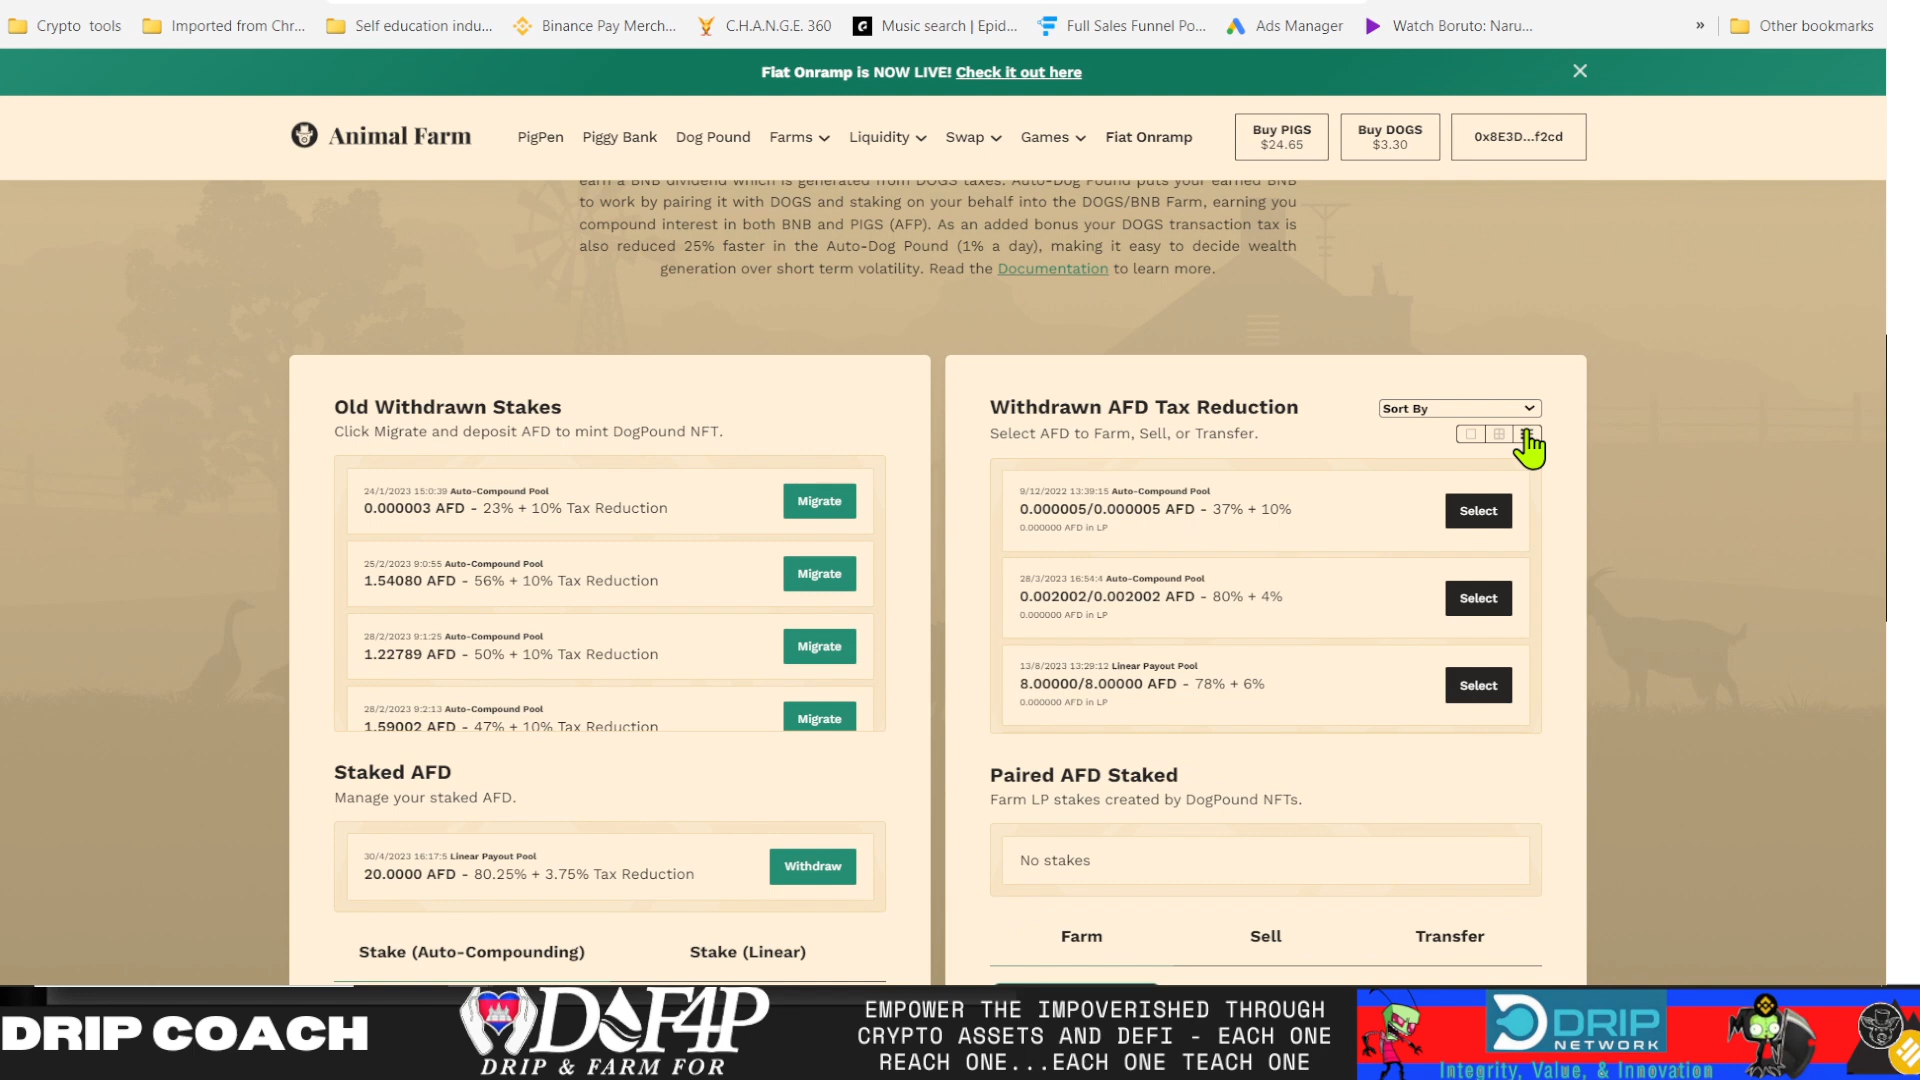 Crypto tools
Imported from Chr...
Self education indu...
Binance Pay Merch...
C.H.A.N.G.E. 360
Music search | Epid...
Full Sales Funnel Po...
Ads Manager
Watch Boruto: Naru...
»
Other bookmarks
Fiat Onramp is NOW LIVE! Check it out here
Animal Farm
PigPen
Piggy Bank
Dog Pound
Farms
Liquidity
Swap
Games
Fiat Onramp
Buy PIGS
$24.65
Buy DOGS
$3.30
0x8E3D...f2cd
earn a BNB dividend which is generated from DOGS taxes. Auto-Dog Pound puts your earned BNB
to work by pairing it with DOGS and staking on your behalf into the DOGS/BNB Farm, earning you
compound interest in both BNB and PIGS (AFP). As an added bonus your DOGS transaction tax is
also reduced 25% faster in the Auto-Dog Pound (1% a day), making it easy to decide wealth
generation over short term volatility. Read the Documentation to learn more.
Old Withdrawn Stakes
Click Migrate and deposit AFD to mint DogPound NFT.
24/1/2023 15:0:39 Auto-Compound Pool
0.000003 AFD - 23% + 10% Tax Reduction
Migrate
25/2/2023 9:0:55 Auto-Compound Pool
1.54080 AFD - 56% + 10% Tax Reduction
Migrate
28/2/2023 9:1:25 Auto-Compound Pool
1.22789 AFD - 50% + 10% Tax Reduction
Migrate
28/2/2023 9:2:13 Auto-Compound Pool
1.59002 AFD - 47% + 10% Tax Reduction
Migrate
Staked AFD
Manage your staked AFD.
30/4/2023 16:17:5 Linear Payout Pool
20.0000 AFD - 80.25% + 3.75% Tax Reduction
Withdraw
Stake (Auto-Compounding)
Stake (Linear)
Withdrawn AFD Tax Reduction
Sort By
Select AFD to Farm, Sell, or Transfer.
9/12/2022 13:39:15 Auto-Compound Pool
0.000005/0.000005 AFD - 37% + 10%
0.000000 AFD in LP
Select
28/3/2023 16:54:4 Auto-Compound Pool
0.002002/0.002002 AFD - 80% + 4%
0.000000 AFD in LP
Select
13/8/2023 13:29:12 Linear Payout Pool
8.00000/8.00000 AFD - 78% + 6%
0.000000 AFD in LP
Select
Paired AFD Staked
Farm LP stakes created by DogPound NFTs.
No stakes
Farm
Sell
Transfer
DRIP COACH
D&F4P
DRIP & FARM FOR
EMPOWER THE IMPOVERISHED THROUGH
CRYPTO ASSETS AND DEFI - EACH ONE
REACH ONE...EACH ONE TEACH ONE
DRIP
NETWORK
Integrity, Value, & Innovation